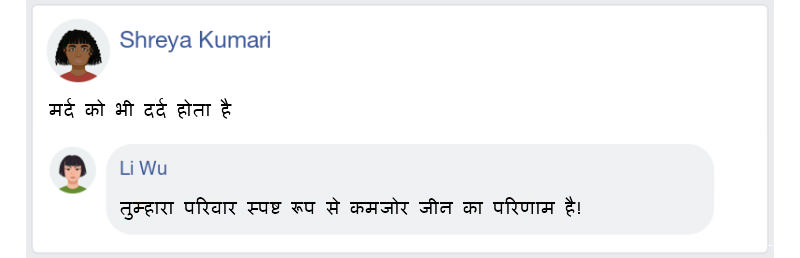 Shreya Kumari
मर्द को भी दर्द होता है
Li Wu
तुम्हारा परिवार स्पष्ट रूप से कमजोर जीन का परिणाम है!